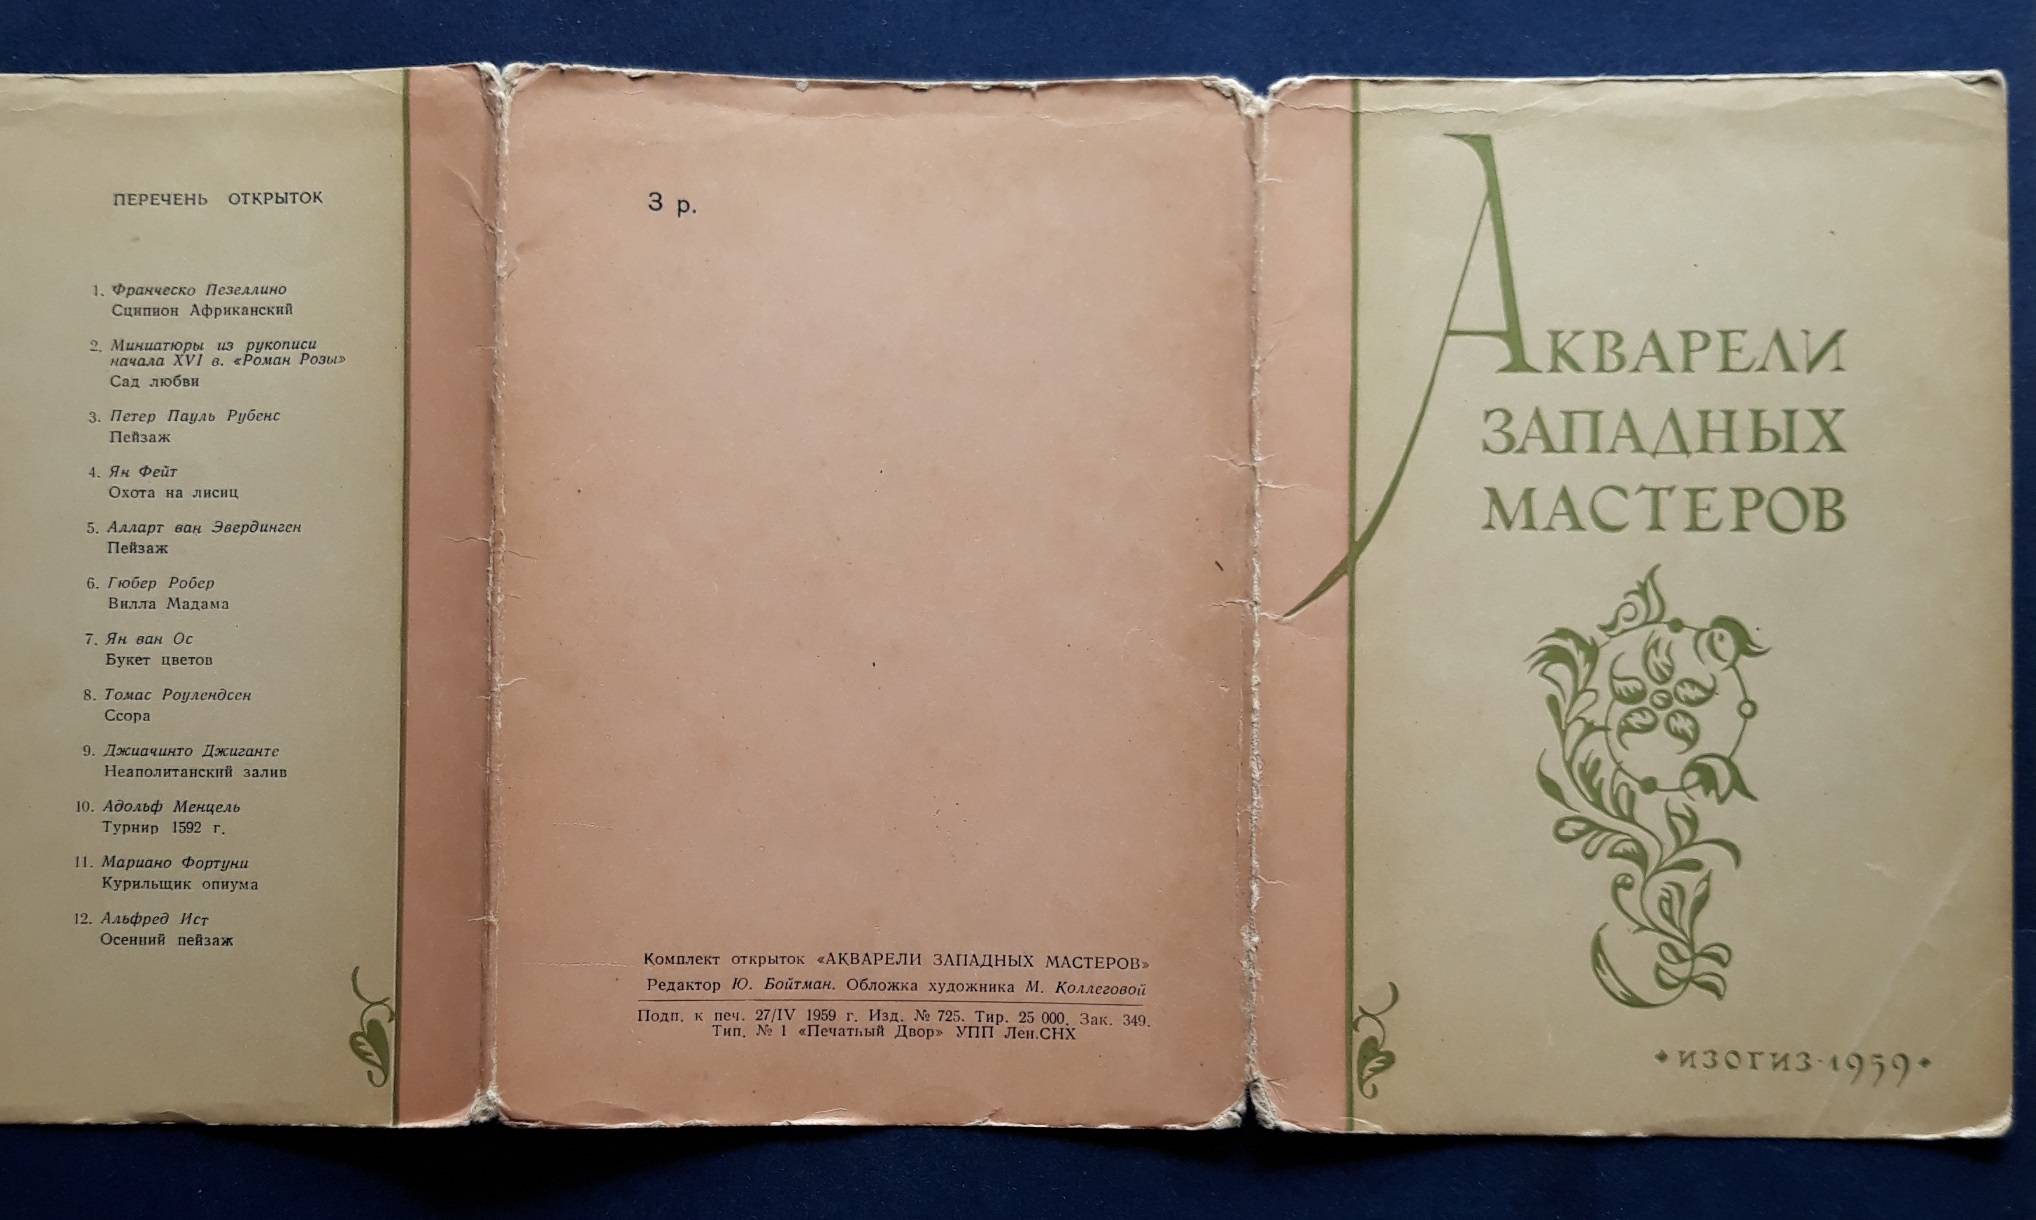 ПЕРЕЧЕНЬ ОТКРЫТОК
1. Франческо Пезеллино
Сципион Африканский
2. Миниатюры из рукописи
начала XVI в. «Роман Розы»
Сад любви
3. Петер Пауль Рубенс
Пейзаж
4. Ян Фейт
Охота на лисиц
5. Алларт ван Эвердинген
Пейзаж
6. Гюбер Робер
Вилла Мадама
7. Ян ван Ос
Букет цветов
8. Томас Роулендсен
Ссора
9. Джиачинто Джиганте
Неаполитанский залив
10. Адольф Менцель
Турнир 1592 г.
11. Мариано Фортуни
Курильщик опиума
12. Альфред Ист
Осенний пейзаж
3 р.
Комплект открыток «АКВАРЕЛИ ЗАПАДНЫХ МАСТЕРОВ»
Редактор Ю. Бойтман. Обложка художника М. Коллеговой
Подп. к печ. 27/IV 1959 г. Изд. № 725. Тир. 25 000. Зак. 349.
Тип. № 1 «Печатный Двор» УПП Лен.СНХ
АКВАРЕЛИ
ЗАПАДНЫХ
МАСТЕРОВ
•ИЗОГИЗ·1959•